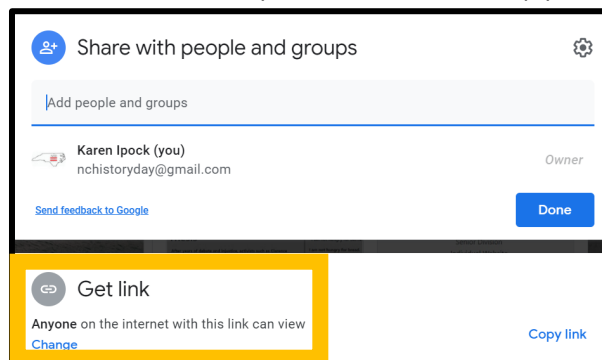 Share with people and groups
Add people and groups
Karen Ipock (you)
nchistoryday@gmail.com
Owner
Send feedback to Google
Done
Get link
Anyone on the internet with this link can view
Change
Copy link